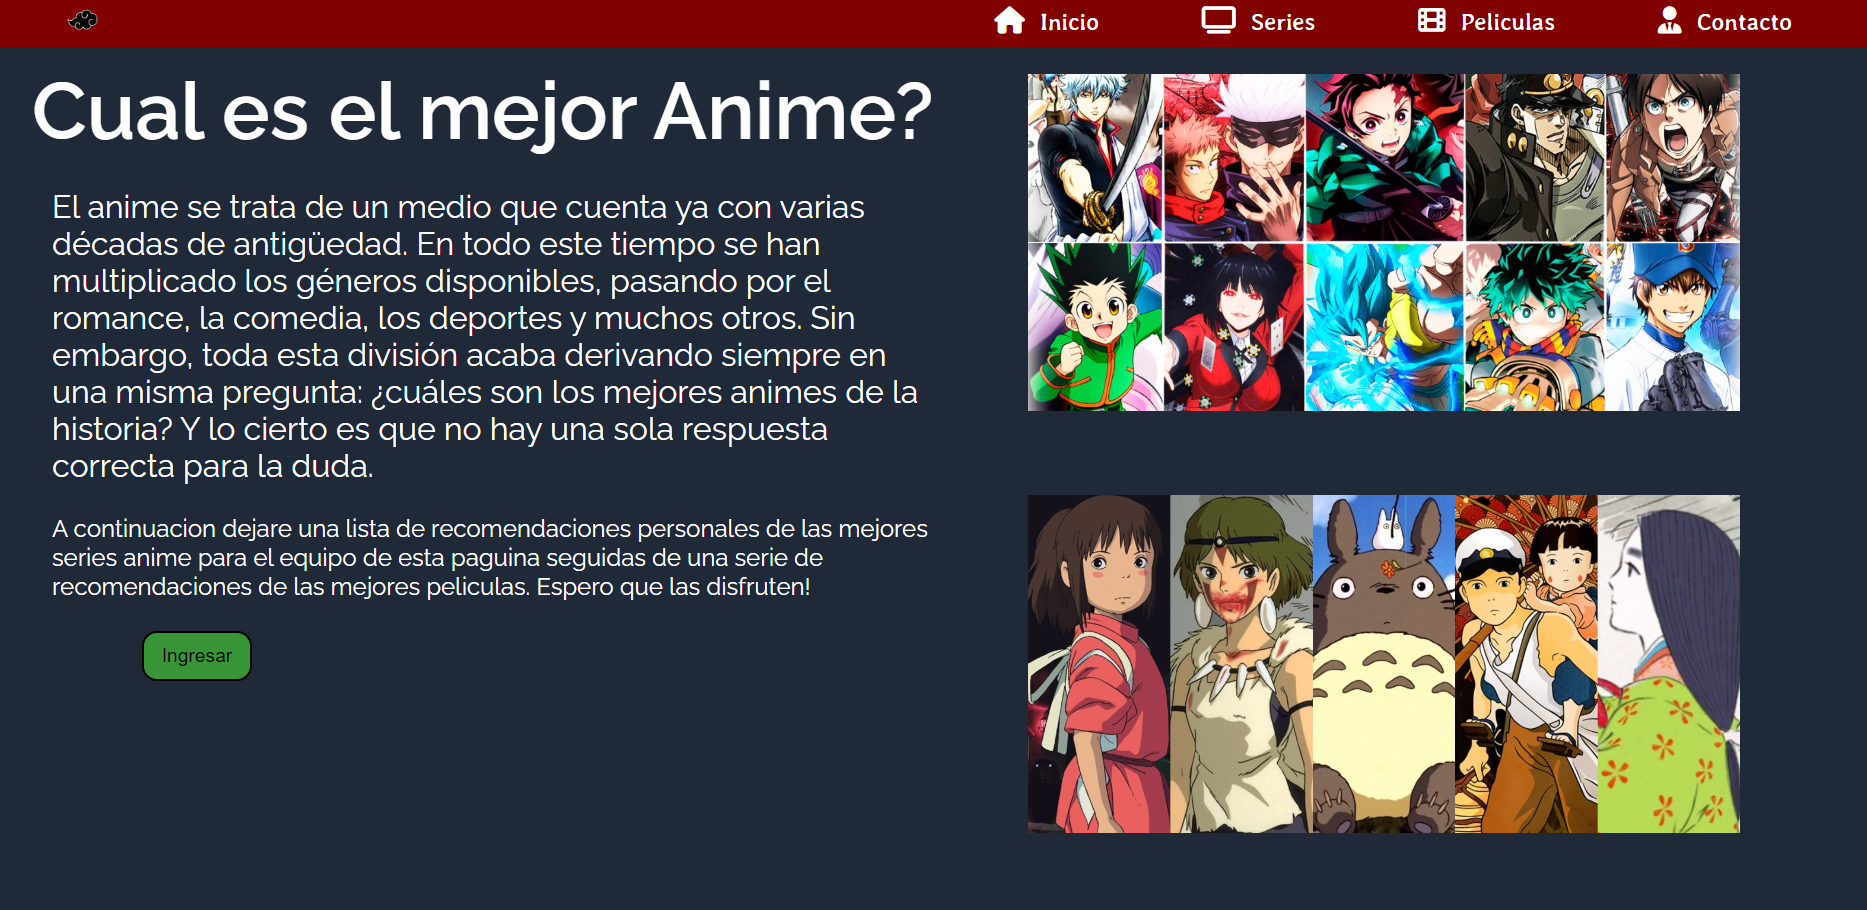 Inicio
Series
Peliculas
Contacto
Cual es el mejor Anime?
El anime se trata de un medio que cuenta ya con varias
décadas de antigüedad. En todo este tiempo se han
multiplicado los géneros disponibles, pasando por el
romance, la comedia, los deportes y muchos otros. Sin
embargo, toda esta división acaba derivando siempre en
una misma pregunta: ¿cuáles son los mejores animes de la
historia? Y lo cierto es que no hay una sola respuesta
correcta para la duda.
A continuacion dejare una lista de recomendaciones personales de las mejores
series anime para el equipo de esta paguina seguidas de una serie de
recomendaciones de las mejores peliculas. Espero que las disfruten!
Ingresar